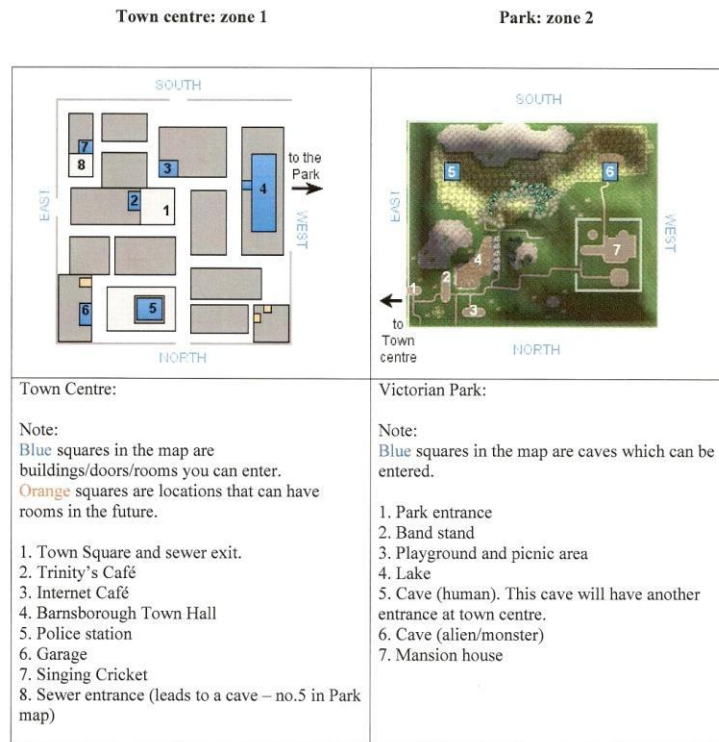 Town centre: zone 1
Park: zone 2
SOUTH
7
8
3
4
2
1
6
5
to the
Park
EAST
WEST
NORTH
SOUTH
5
6
7
4
1
2
3
EAST
WEST
to
Town
centre
NORTH
Town Centre:
Note:
Blue squares in the map are
buildings/doors/rooms you can enter.
Orange squares are locations that can have
rooms in the future.
1. Town Square and sewer exit.
2. Trinity's Café
3. Internet Café
4. Barnsborough Town Hall
5. Police station
6. Garage
7. Singing Cricket
8. Sewer entrance (leads to a cave – no.5 in Park
map)
Victorian Park:
Note:
Blue squares in the map are caves which can be
entered.
1. Park entrance
2. Band stand
3. Playground and picnic area
4. Lake
5. Cave (human). This cave will have another
entrance at town centre.
6. Cave (alien/monster)
7. Mansion house